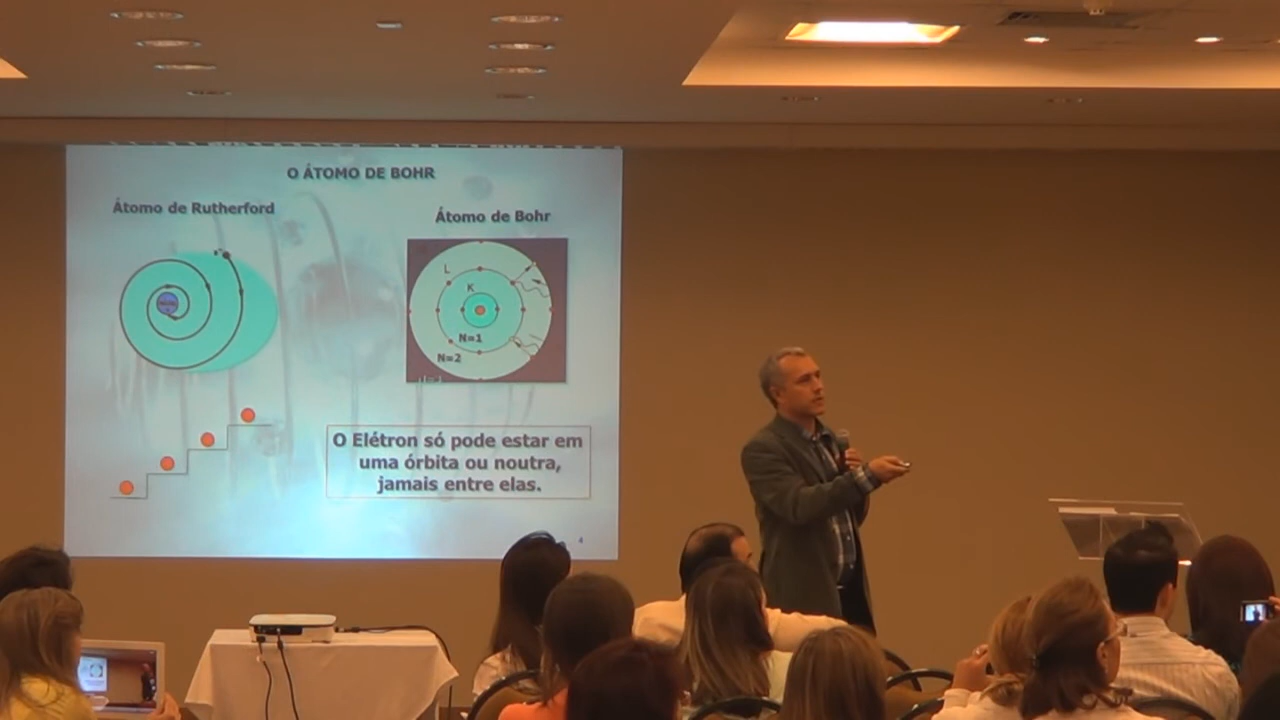 O ÁTOMO DE BOHR
Átomo de Rutherford
Átomo de Bohr
L
K
N=1
N=2
O Elétron só pode estar em
uma órbita ou noutra,
jamais entre elas.
4